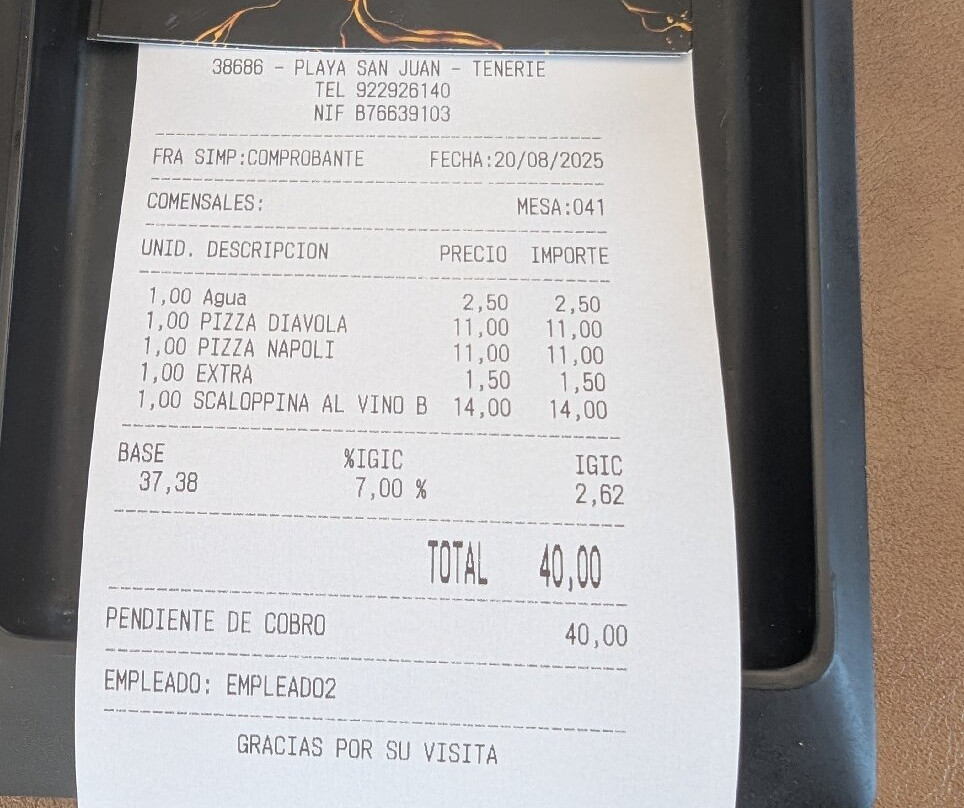 38686 - PLAYA SAN JUAN - TENERIE
TEL 922926140
NIF B76639103
FRA SIMP:COMPROBANTE FECHA:20/08/2025
COMENSALES: MESA:041
UNID. DESCRIPCION PRECIO IMPORTE
1,00 Agua 2,50 2,50
1,00 PIZZA DIAVOLA 11,00 11,00
1,00 PIZZA NAPOLI 11,00 11,00
1,00 EXTRA 1,50 1,50
1,00 SCALOPPINA AL VINO B 14,00 14,00
BASE %IGIC IGIC
37,38 7,00 % 2,62
TOTAL 40,00
PENDIENTE DE COBRO 40,00
EMPLEADO: EMPLEADO2
GRACIAS POR SU VISITA